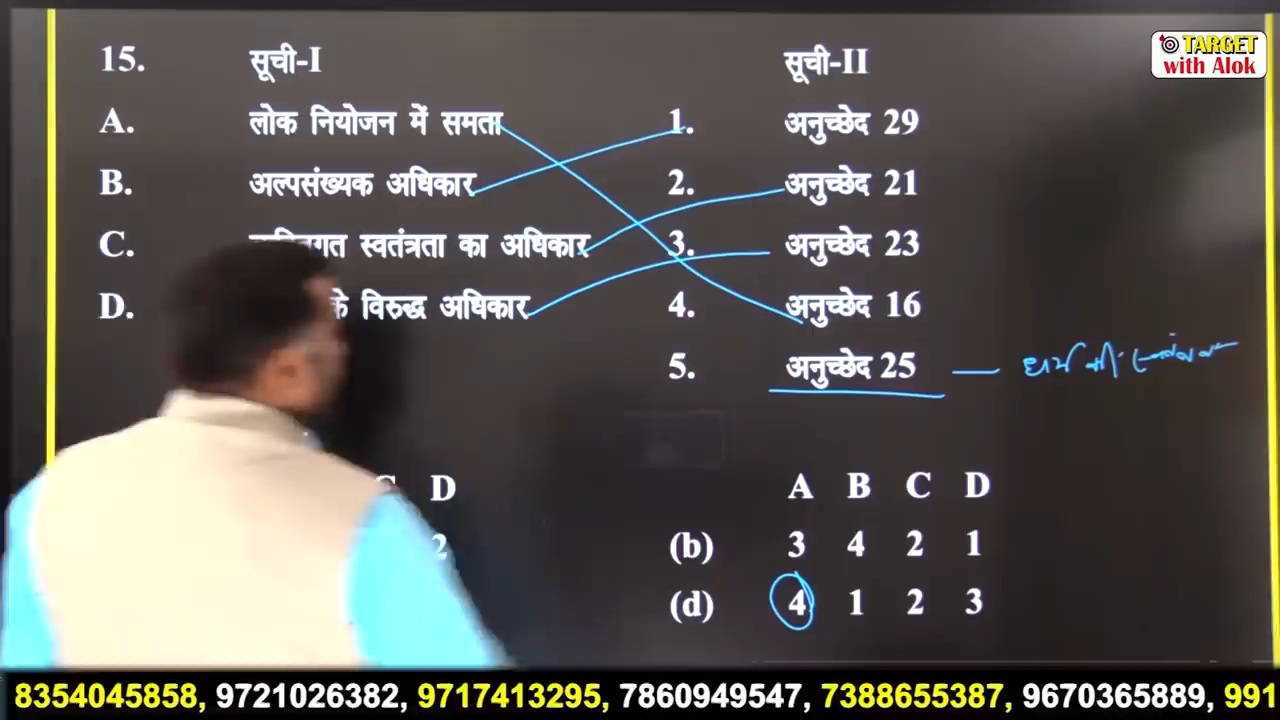 TARGET
with Alok
15. सूची-I सूची-II
A. लोक नियोजन में समता 1. अनुच्छेद 29
B. अल्पसंख्यक अधिकार 2. अनुच्छेद 21
C. स्वतंत्रता का अधिकार 3. अनुच्छेद 23
D. के विरुद्ध अधिकार 4. अनुच्छेद 16
5. अनुच्छेद 25 —
C D A B C D
2 (b) 3 4 2 1
(d) 4 1 2 3
8354045858, 9721026382, 9717413295, 7860949547, 7388655387, 9670365889, 991